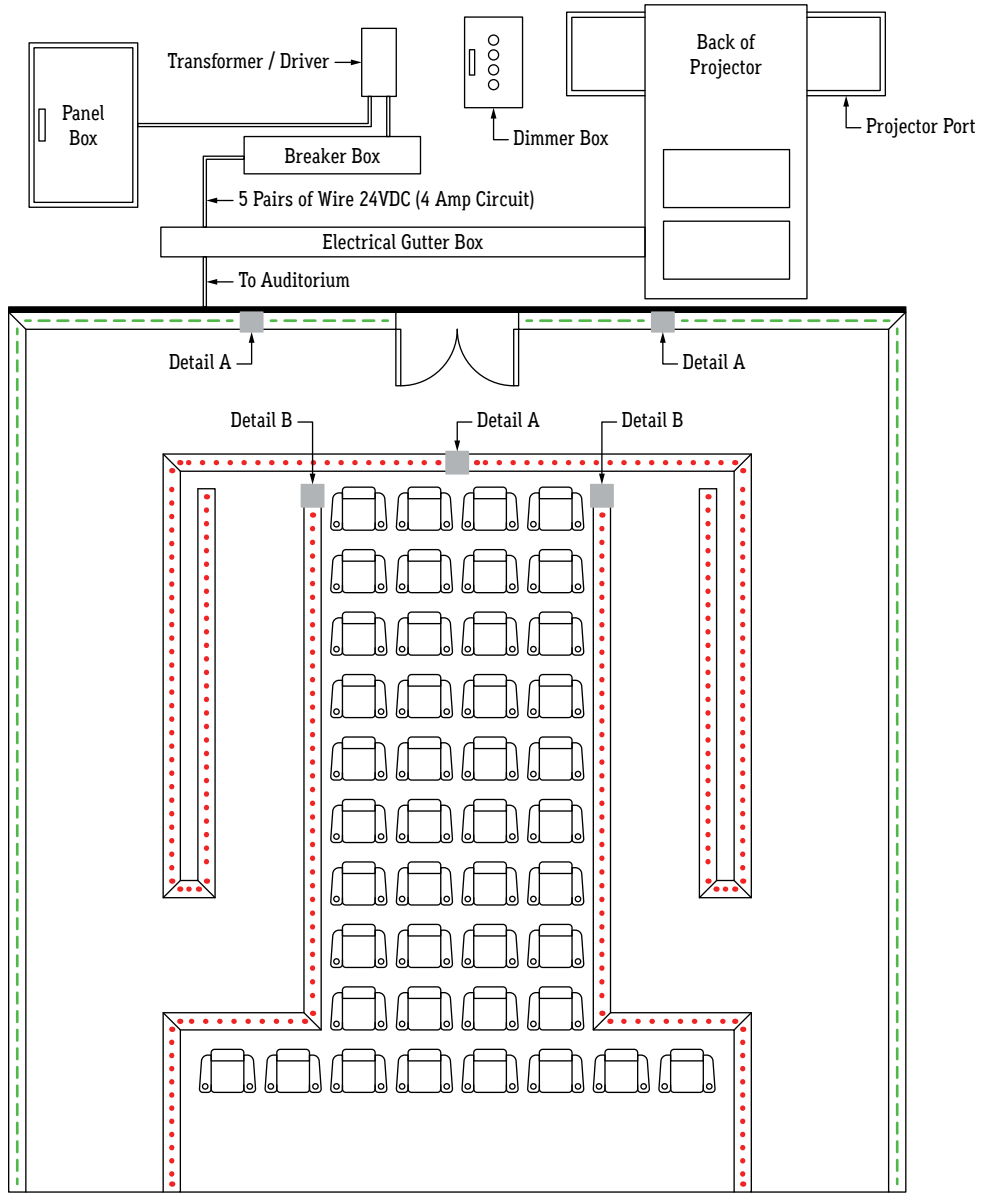 Transformer / Driver
Back of
Projector
Panel
Box
Dimmer Box
Projector Port
Breaker Box
5 Pairs of Wire 24VDC (4 Amp Circuit)
Electrical Gutter Box
To Auditorium
Detail A
Detail A
Detail B
Detail A
Detail B